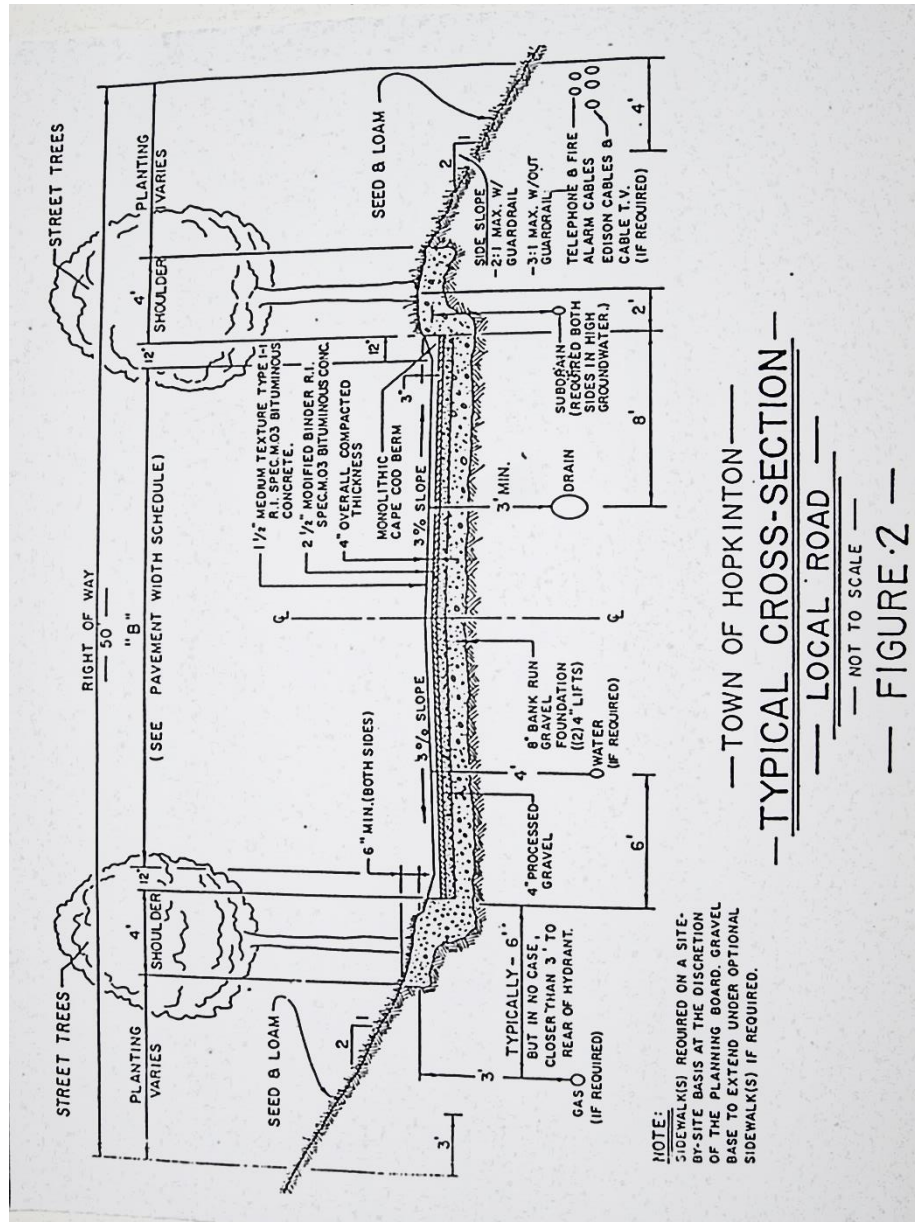 RIGHT OF WAY
50'
"B"
(SEE PAVEMENT WIDTH SCHEDULE)
STREET TREES
STREET TREES
PLANTING
VARIES
4'
SHOULDER
12"
12"
4'
SHOULDER
PLANTING
VARIES
6" MIN.(BOTH SIDES)
1 1/2" MEDIUM TEXTURE TYPE 1-1
R.I. SPEC.M.03 BITUMINOUS
CONCRETE.
2 1/2" MODIFIED BINDER R.I.
SPEC.M.03 BITUMINOUS CONC.
4" OVERALL COMPACTED
THICKNESS
MONOLITHIC
CAPE COD BERM
12"
3"
SEED & LOAM
2
1
SEED & LOAM
2
1
3% SLOPE
3% SLOPE
℄
℄
SIDE SLOPE
-2:1 MAX. W/
GUARDRAIL
-3:1 MAX. W/OUT
GUARDRAIL
TELEPHONE & FIRE
ALARM CABLES
EDISON CABLES &
CABLE T.V.
(IF REQUIRED)
4'
3'
TYPICALLY - 6'
BUT IN NO CASE,
CLOSER THAN 3' TO
REAR OF HYDRANT.
3'
GAS
(IF REQUIRED)
4" PROCESSED
GRAVEL
6'
4'
WATER
(IF REQUIRED)
8" BANK RUN
GRAVEL
FOUNDATION
((2) 4" LIFTS)
3' MIN.
DRAIN
8'
SUBDRAIN
(REQUIRED BOTH
SIDES IN HIGH
GROUNDWATER.)
2'
NOTE:
SIDEWALK(S) REQUIRED ON A SITE-
BY-SITE BASIS AT THE DISCRETION
OF THE PLANNING BOARD. GRAVEL
BASE TO EXTEND UNDER OPTIONAL
SIDEWALK(S) IF REQUIRED.
TOWN OF HOPKINTON
TYPICAL CROSS-SECTION
LOCAL ROAD
NOT TO SCALE
FIGURE 2